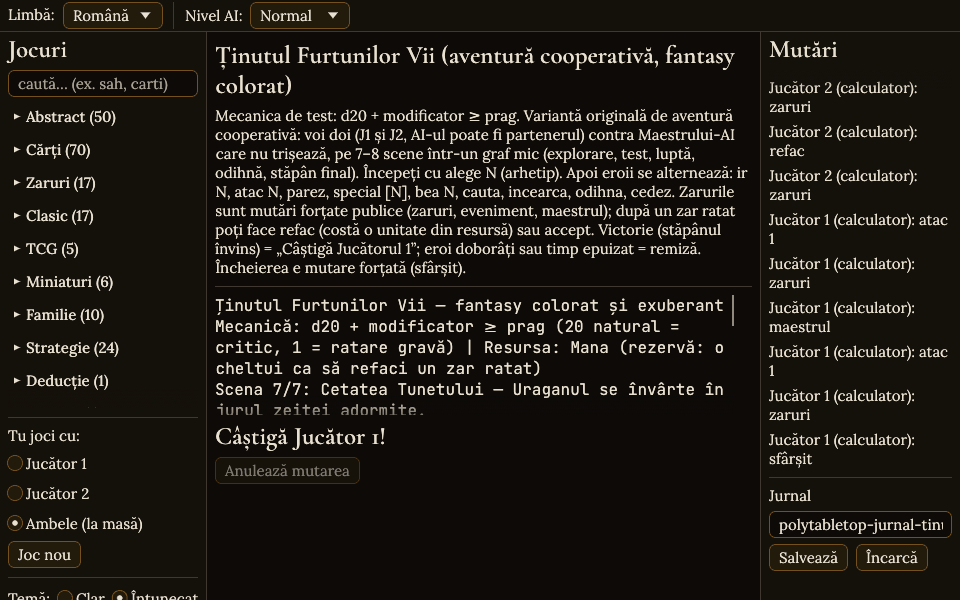 Limbă:
Română
Nivel AI:
Normal
Jocuri
caută... (ex. sah, carti)
Abstract (50)
Cărți (70)
Zaruri (17)
Clasic (17)
TCG (5)
Miniaturi (6)
Familie (10)
Strategie (24)
Deducție (1)
Tu joci cu:
Jucător 1
Jucător 2
Ambele (la masă)
Joc nou
Temă:
Clar
Întunecat
Ținutul Furtunilor Vii (aventură cooperativă, fantasy
colorat)
Mecanica de test: d20 + modificator ≥ prag. Variantă originală de aventură
cooperativă: voi doi (J1 și J2, AI-ul poate fi partenerul) contra Maestrului-AI
care nu trișează, pe 7–8 scene într-un graf mic (explorare, test, luptă,
odihnă, stăpân final). Începeți cu alege N (arhetip). Apoi eroii se alternează: ir
N, atac N, parez, special [N], bea N, cauta, incearca, odihna, cedez. Zarurile
sunt mutări forțate publice (zaruri, eveniment, maestrul); după un zar ratat
poți face refac (costă o unitate din resursă) sau accept. Victorie (stăpânul
învins) = „Câștigă Jucătorul 1”; eroi doborâți sau timp epuizat = remiză.
Încheierea e mutare forțată (sfârșit).
Ținutul Furtunilor Vii — fantasy colorat și exuberant
Mecanică: d20 + modificator ≥ prag (20 natural =
critic, 1 = ratare gravă) | Resursa: Mana (rezervă: o
cheltui ca să refaci un zar ratat)
Scena 7/7: Cetatea Tunetului — Uraganul se învârte în
jurul zeiței adormite.
Câștigă Jucător 1!
Anulează mutarea
Mutări
Jucător 2 (calculator):
zaruri
Jucător 2 (calculator):
refac
Jucător 2 (calculator):
zaruri
Jucător 1 (calculator): atac
1
Jucător 1 (calculator):
zaruri
Jucător 1 (calculator):
maestrul
Jucător 1 (calculator): atac
1
Jucător 1 (calculator):
zaruri
Jucător 1 (calculator):
sfârșit
Jurnal
polytabletop-jurnal-tinu
Salvează
Încarcă